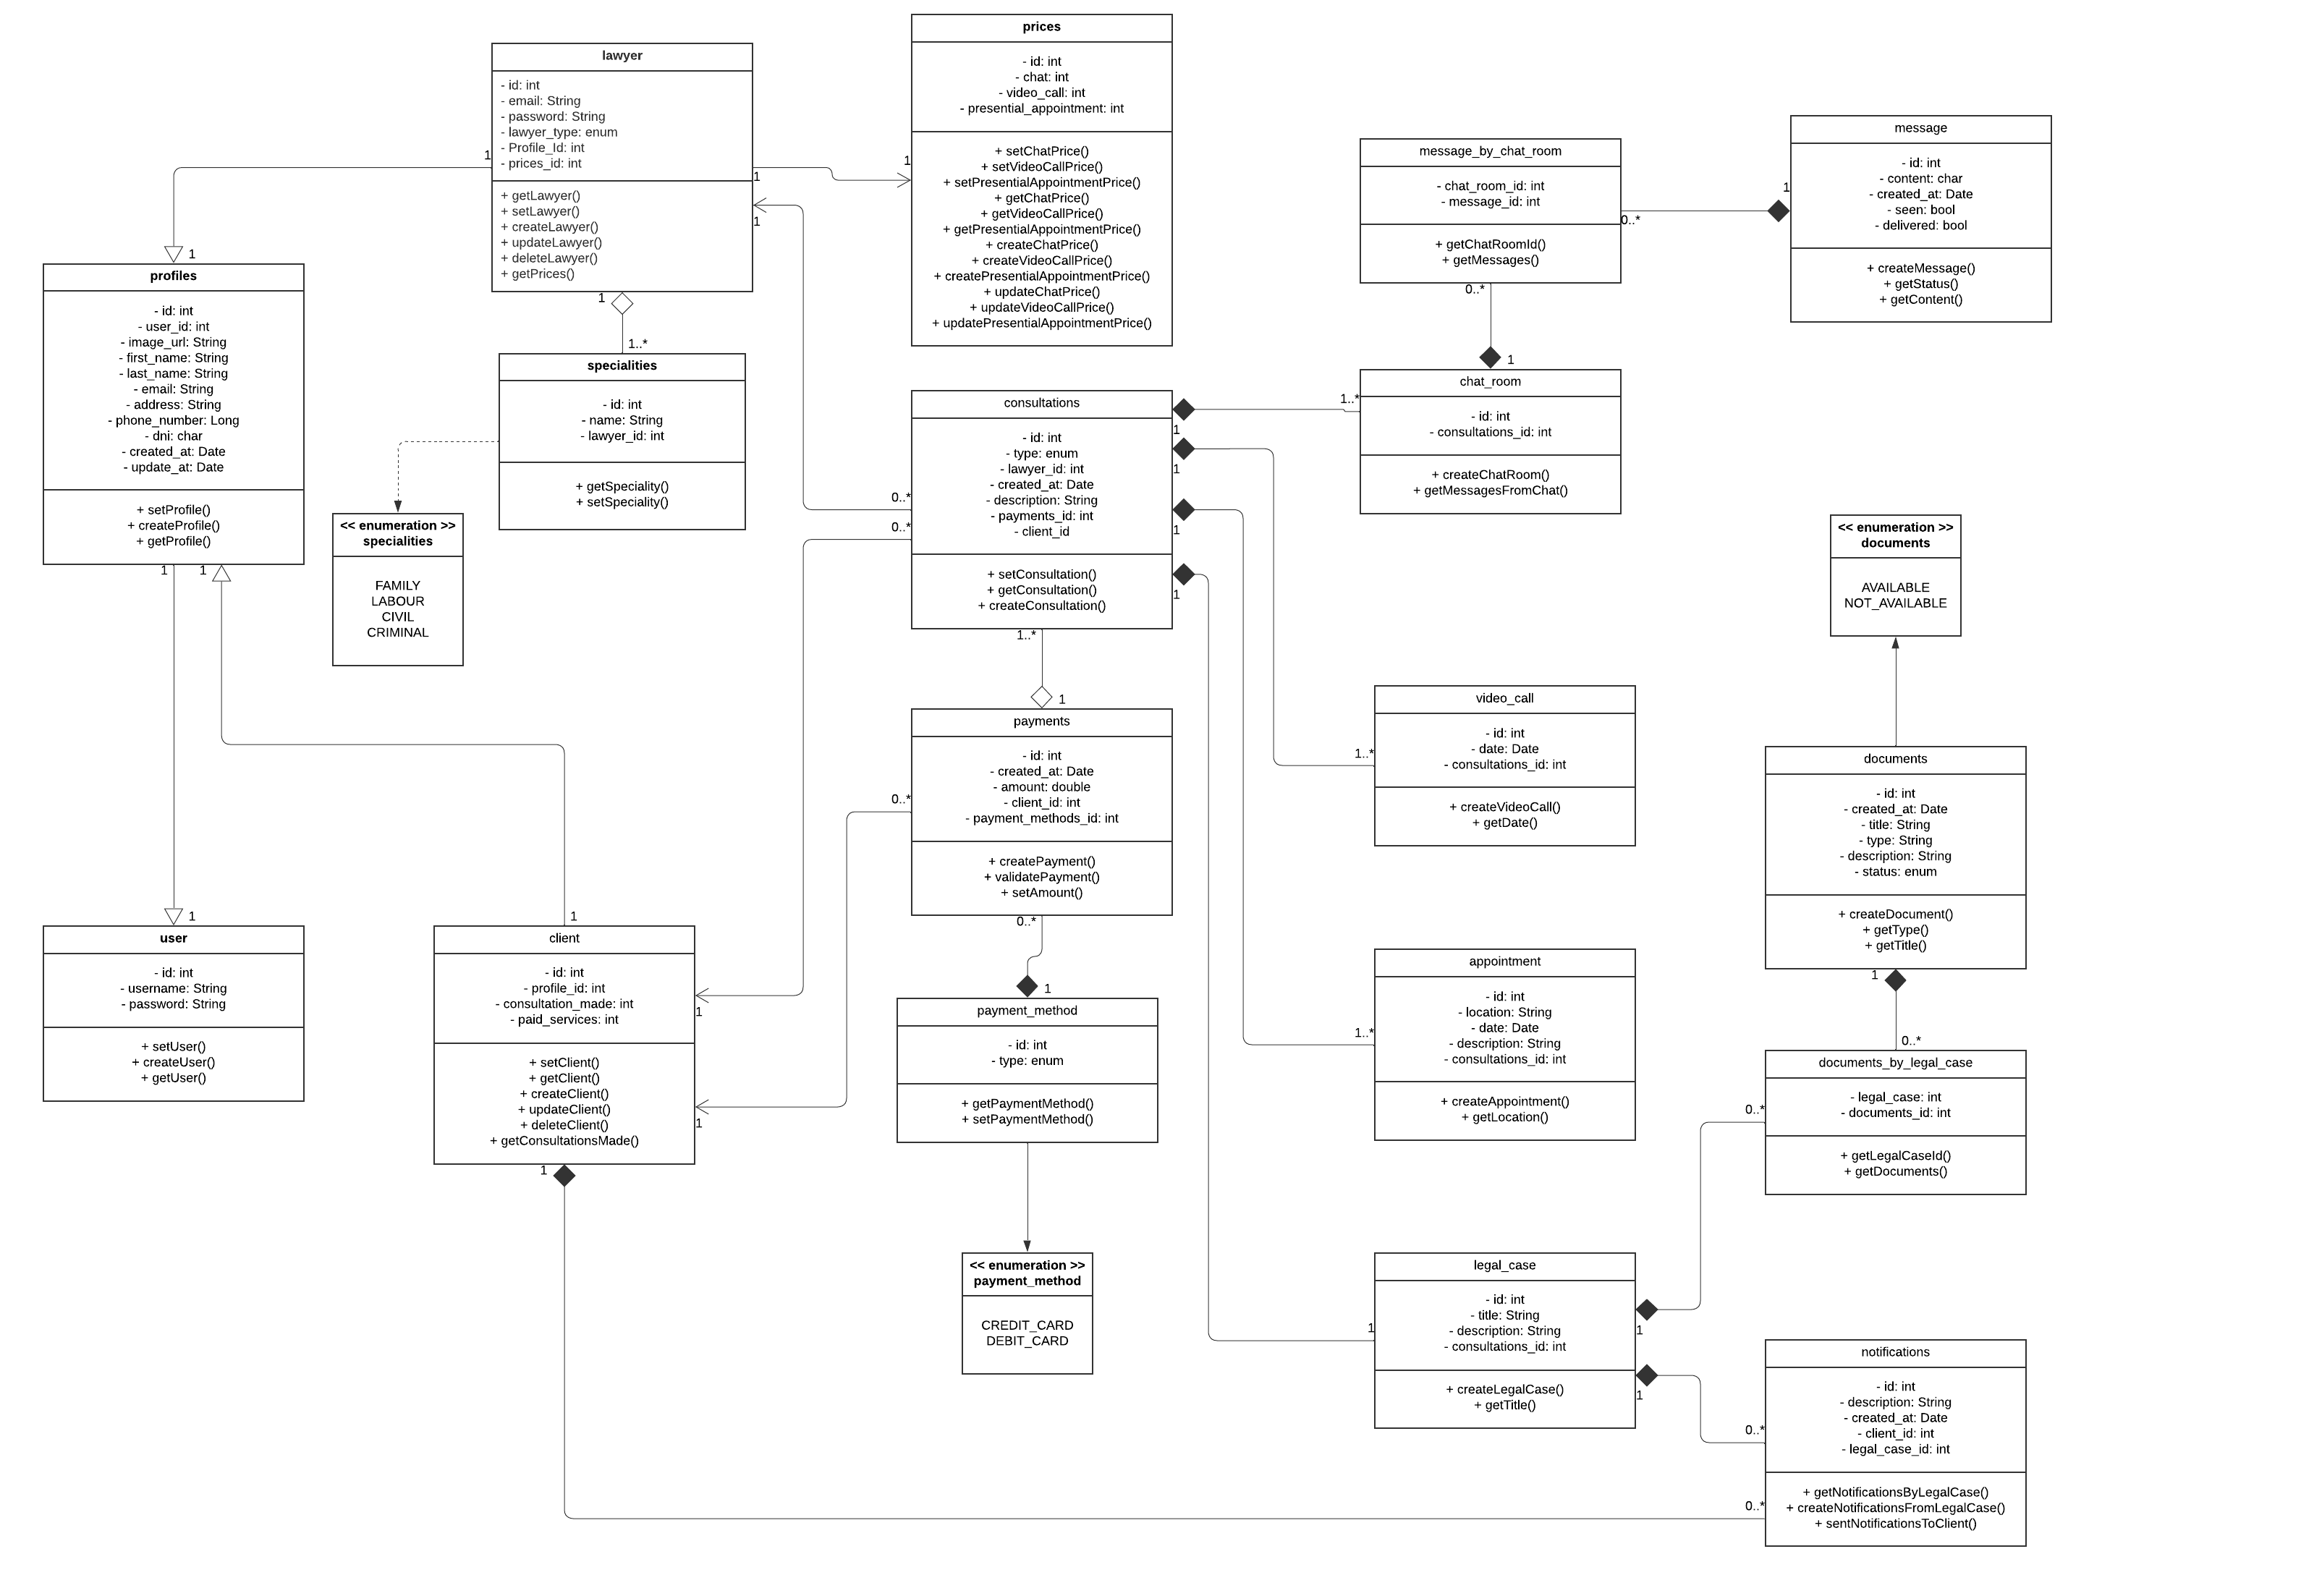 lawyer
- id: int
- email: String
- password: String
- lawyer_type: enum
- Profile_Id: int
- prices_id: int
+ getLawyer()
+ setLawyer()
+ createLawyer()
+ updateLawyer()
+ deleteLawyer()
+ getPrices()
1
1
1
1
prices
- id: int
- chat: int
- video_call: int
- presential_appointment: int
+ setChatPrice()
+ setVideoCallPrice()
+ setPresentialAppointmentPrice()
+ getChatPrice()
+ getVideoCallPrice()
+ getPresentialAppointmentPrice()
+ createChatPrice()
+ createVideoCallPrice()
+ createPresentialAppointmentPrice()
+ updateChatPrice()
+ updateVideoCallPrice()
+ updatePresentialAppointmentPrice()
1
message_by_chat_room
- chat_room_id: int
- message_id: int
+ getChatRoomId()
+ getMessages()
0..*
0..*
message
- id: int
- content: char
- created_at: Date
- seen: bool
- delivered: bool
+ createMessage()
+ getStatus()
+ getContent()
1
1
profiles
- id: int
- user_id: int
- image_url: String
- first_name: String
- last_name: String
- email: String
- address: String
- phone_number: Long
- dni: char
- created_at: Date
- update_at: Date
+ setProfile()
+ createProfile()
+ getProfile()
1
1
1..*
specialities
- id: int
- name: String
- lawyer_id: int
+ getSpeciality()
+ setSpeciality()
<< enumeration >>
specialities
FAMILY
LABOUR
CIVIL
CRIMINAL
consultations
- id: int
- type: enum
- lawyer_id: int
- created_at: Date
- description: String
- payments_id: int
- client_id
+ setConsultation()
+ getConsultation()
+ createConsultation()
0..*
0..*
1
1
1
1
1..*
1..*
1
chat_room
- id: int
- consultations_id: int
+ createChatRoom()
+ getMessagesFromChat()
<< enumeration >>
documents
AVAILABLE
NOT_AVAILABLE
1
payments
- id: int
- created_at: Date
- amount: double
- client_id: int
- payment_methods_id: int
+ createPayment()
+ validatePayment()
+ setAmount()
0..*
0..*
1..*
video_call
- id: int
- date: Date
- consultations_id: int
+ createVideoCall()
+ getDate()
documents
- id: int
- created_at: Date
- title: String
- type: String
- description: String
- status: enum
+ createDocument()
+ getType()
+ getTitle()
1
1
user
- id: int
- username: String
- password: String
+ setUser()
+ createUser()
+ getUser()
1
client
- id: int
- profile_id: int
- consultation_made: int
- paid_services: int
+ setClient()
+ getClient()
+ createClient()
+ updateClient()
+ deleteClient()
+ getConsultationsMade()
1
1
1
1
payment_method
- id: int
- type: enum
+ getPaymentMethod()
+ setPaymentMethod()
<< enumeration >>
payment_method
CREDIT_CARD
DEBIT_CARD
1..*
appointment
- id: int
- location: String
- date: Date
- description: String
- consultations_id: int
+ createAppointment()
+ getLocation()
0..*
0..*
documents_by_legal_case
- legal_case: int
- documents_id: int
+ getLegalCaseId()
+ getDocuments()
1
legal_case
- id: int
- title: String
- description: String
- consultations_id: int
+ createLegalCase()
+ getTitle()
1
1
0..*
0..*
notifications
- id: int
- description: String
- created_at: Date
- client_id: int
- legal_case_id: int
+ getNotificationsByLegalCase()
+ createNotificationsFromLegalCase()
+ sentNotificationsToClient()